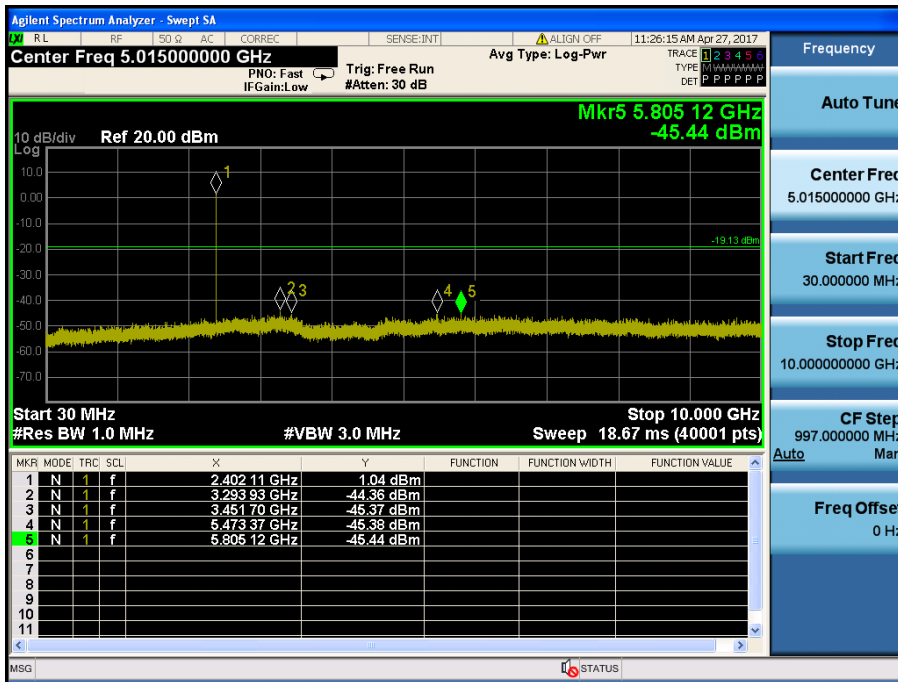 Agilent Spectrum Analyzer - Swept SA
LXI RL RF 50 Ω AC CORREC SENSE:INT ALIGN OFF 11:26:15 AM Apr 27, 2017
Center Freq 5.015000000 GHz
PNO: Fast
IFGain:Low
Trig: Free Run
#Atten: 30 dB
Avg Type: Log-Pwr
TRACE 1 2 3 4 5 6
TYPE MWWWWW
DET P P P P P P
Mkr5 5.805 12 GHz
-45.44 dBm
10 dB/div Ref 20.00 dBm
Log
10.0
0.00
-10.0
-20.0
-30.0
-40.0
-50.0
-60.0
-70.0
1
2
3
4
5
-19.13 dBm
Start 30 MHz Stop 10.000 GHz
#Res BW 1.0 MHz #VBW 3.0 MHz Sweep 18.67 ms (40001 pts)
MKR MODE TRC SCL X Y FUNCTION FUNCTION WIDTH FUNCTION VALUE
1 N 1 f 2.402 11 GHz 1.04 dBm
2 N 1 f 3.293 93 GHz -44.36 dBm
3 N 1 f 3.451 70 GHz -45.37 dBm
4 N 1 f 5.473 37 GHz -45.38 dBm
5 N 1 f 5.805 12 GHz -45.44 dBm
6
7
8
9
10
11
MSG STATUS
Frequency
Auto Tune
Center Freq
5.015000000 GHz
Start Freq
30.000000 MHz
Stop Freq
10.000000000 GHz
CF Step
997.000000 MHz
Auto Man
Freq Offset
0 Hz